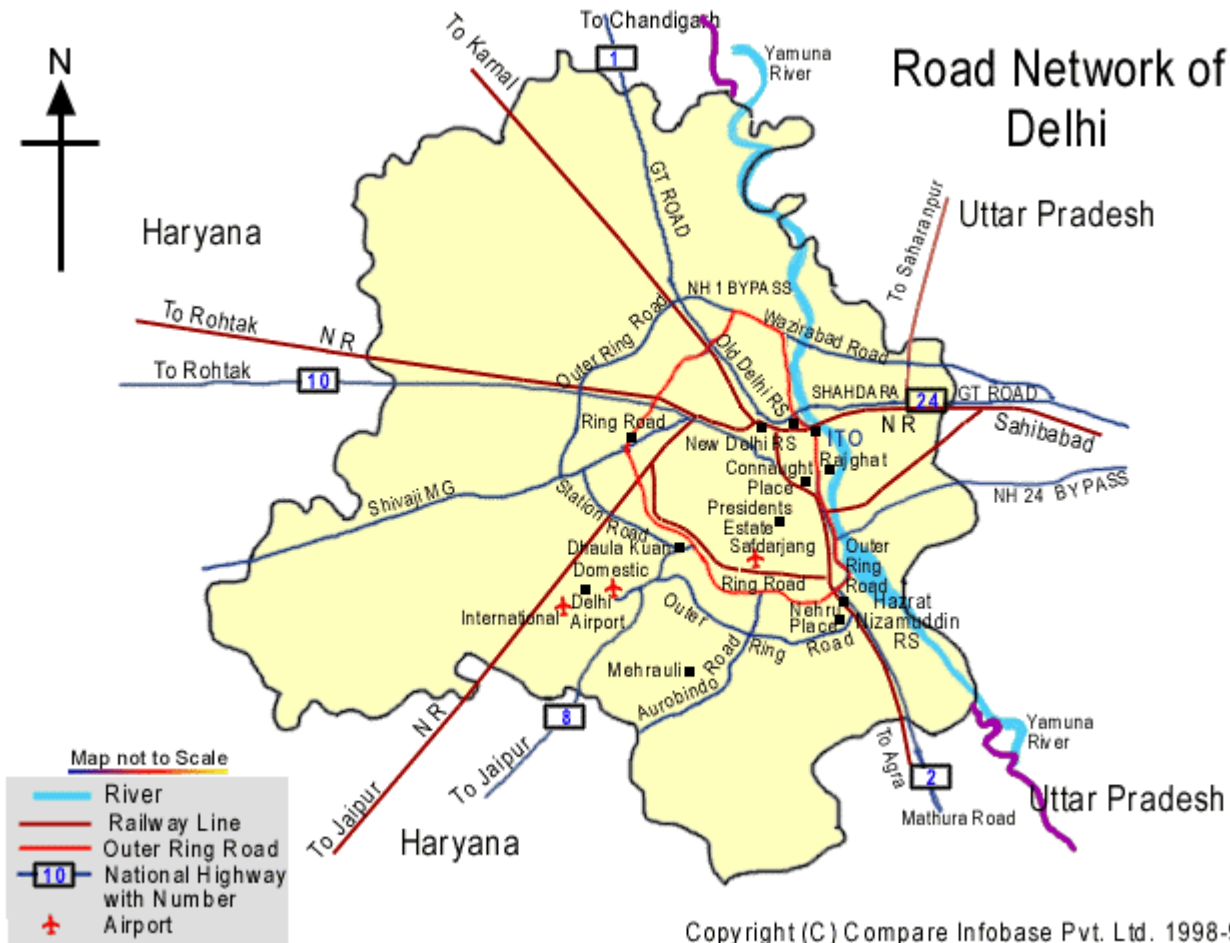 To Chandigarh
Road Network of
Delhi
N
To Karnal
1
Yamuna
River
GT ROAD
Haryana
Uttar Pradesh
To Saharanpur
NH 1 BYPASS
Wazirabad Road
To Rohtak
N R
Outer Ring Road
Old Delhi RS
To Rohtak
10
SHAHDARA
24
GT ROAD
N R
Sahibabad
Ring Road
New Delhi RS
ITO
Rajghat
Connaught
Place
NH 24 BYPASS
Shivaji M G
Station Road
Presidents
Estate
Safdarjang
Dhaula Kuan
Domestic
Outer
Ring
Road
Ring Road
Delhi
Airport
International
Outer Ring Road
Nehru
Place
Hazrat
Nizamuddin
RS
Mehrauli
Aurobindo Road
N R
8
To Jaipur
To Jaipur
To Agra
2
Mathura Road
Yamuna
River
Uttar Pradesh
Haryana
Map not to Scale
River
Railway Line
Outer Ring Road
10
National Highway
with Number
Airport
Copyright (C) Compare Infobase Pvt. Ltd. 1998-